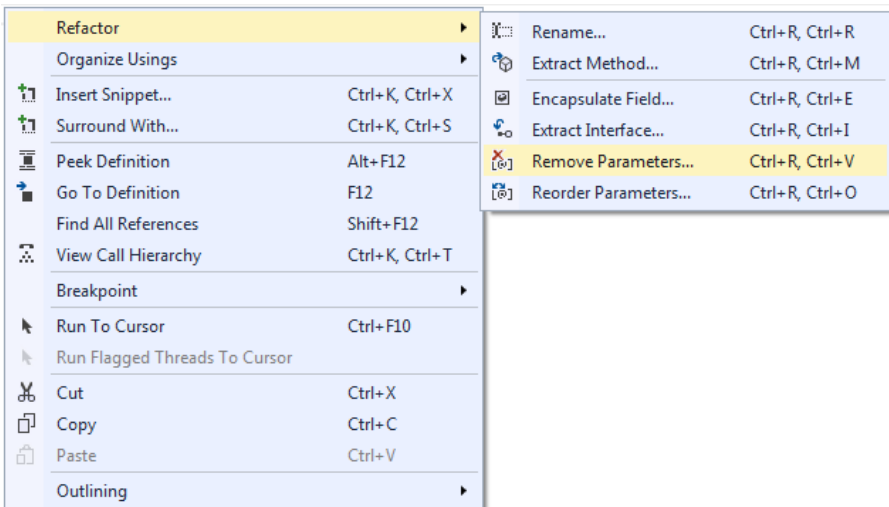 Refactor
Organize Usings
Insert Snippet... Ctrl+K, Ctrl+X
Surround With... Ctrl+K, Ctrl+S
Peek Definition Alt+F12
Go To Definition F12
Find All References Shift+F12
View Call Hierarchy Ctrl+K, Ctrl+T
Breakpoint
Run To Cursor Ctrl+F10
Run Flagged Threads To Cursor
Cut Ctrl+X
Copy Ctrl+C
Paste Ctrl+V
Outlining
Rename... Ctrl+R, Ctrl+R
Extract Method... Ctrl+R, Ctrl+M
Encapsulate Field... Ctrl+R, Ctrl+E
Extract Interface... Ctrl+R, Ctrl+I
Remove Parameters... Ctrl+R, Ctrl+V
Reorder Parameters... Ctrl+R, Ctrl+O